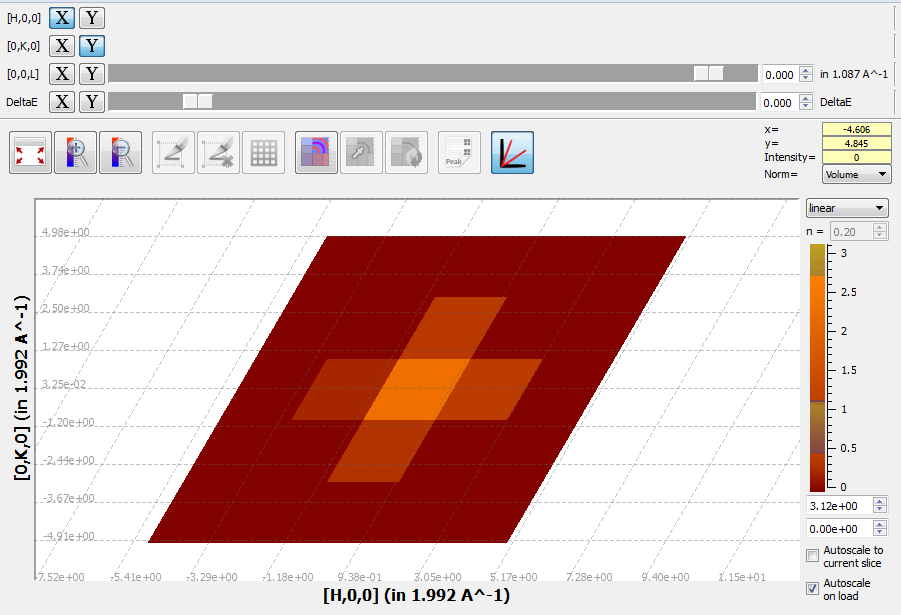 [H,0,0] X Y
[0,K,0] X Y
[0,0,L] X Y 0.000 in 1.087 A^-1
DeltaE X Y 0.000 DeltaE
x= -4.606
y= 4.845
Intensity= 0
Norm= Volume
Peak
linear
n = 0.20
3
2.5
2
1.5
1
0.5
0
3.12e+00
0.00e+00
Autoscale to
current slice
Autoscale
on load
[0,K,0] (in 1.992 A^-1)
4.98e+00
3.74e+00
2.50e+00
1.27e+00
3.25e-02
-1.20e+00
-2.44e+00
-3.67e+00
-4.91e+00
-7.52e+00 -5.41e+00 -3.29e+00 -1.18e+00 9.38e-01 3.05e+00 5.17e+00 7.28e+00 9.40e+00 1.15e+01
[H,0,0] (in 1.992 A^-1)